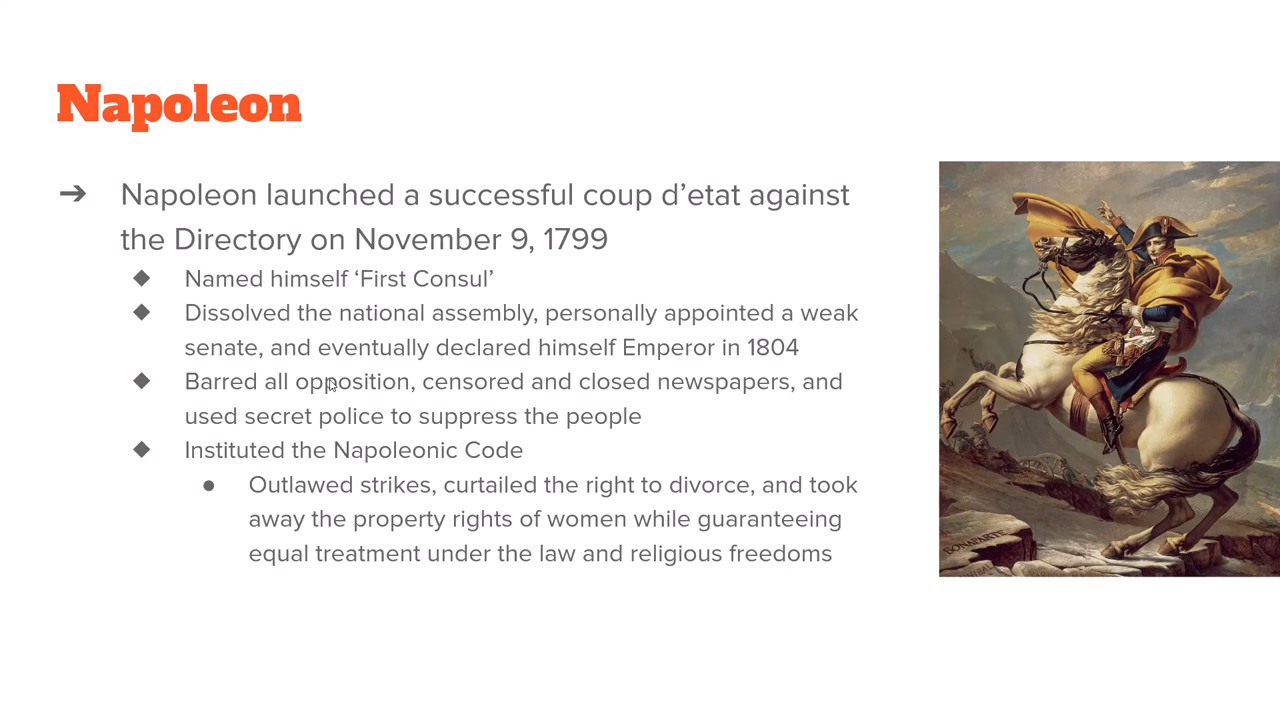 Napoleon
➔ Napoleon launched a successful coup d’etat against
the Directory on November 9, 1799
◆ Named himself ‘First Consul’
◆ Dissolved the national assembly, personally appointed a weak
senate, and eventually declared himself Emperor in 1804
◆ Barred all opposition, censored and closed newspapers, and
used secret police to suppress the people
◆ Instituted the Napoleonic Code
● Outlawed strikes, curtailed the right to divorce, and took
away the property rights of women while guaranteeing
equal treatment under the law and religious freedoms
BONAPARTE